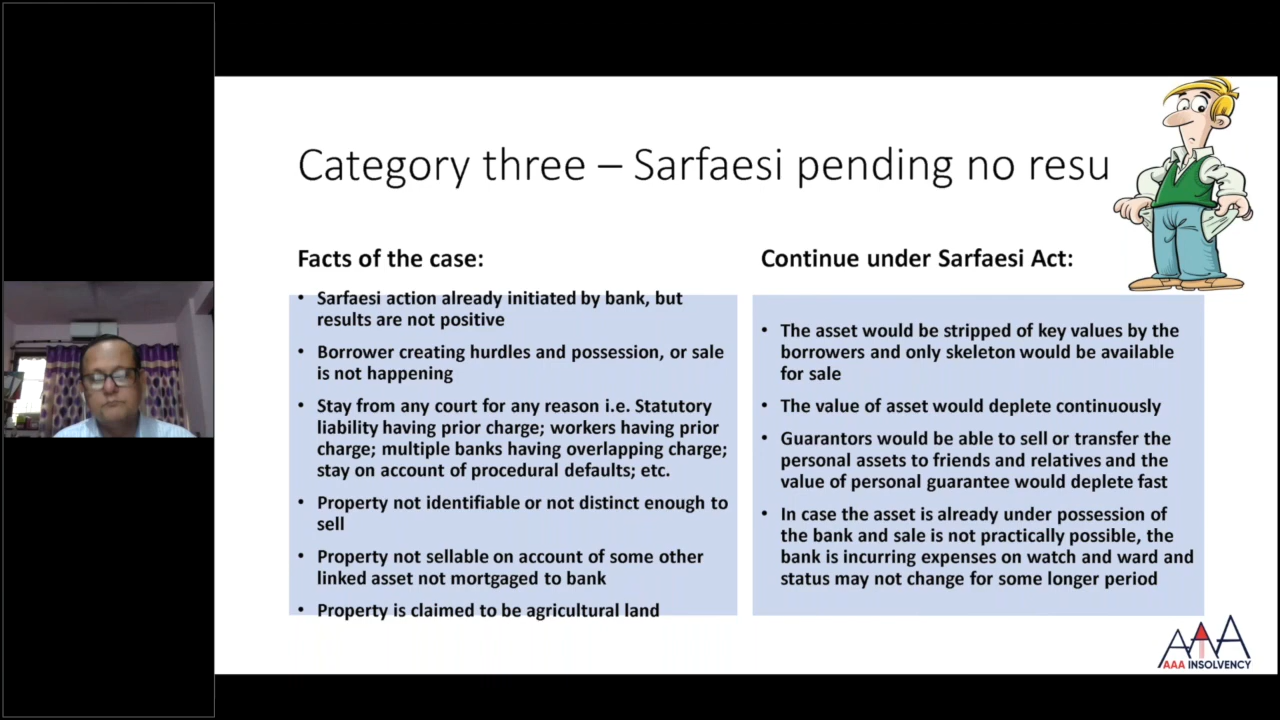 Category three – Sarfaesi pending no resu
Facts of the case:
• Sarfaesi action already initiated by bank, but
results are not positive
• Borrower creating hurdles and possession, or sale
is not happening
• Stay from any court for any reason i.e. Statutory
liability having prior charge; workers having prior
charge; multiple banks having overlapping charge;
stay on account of procedural defaults; etc.
• Property not identifiable or not distinct enough to
sell
• Property not sellable on account of some other
linked asset not mortgaged to bank
• Property is claimed to be agricultural land
Continue under Sarfaesi Act:
• The asset would be stripped of key values by the
borrowers and only skeleton would be available
for sale
• The value of asset would deplete continuously
• Guarantors would be able to sell or transfer the
personal assets to friends and relatives and the
value of personal guarantee would deplete fast
• In case the asset is already under possession of
the bank and sale is not practically possible, the
bank is incurring expenses on watch and ward and
status may not change for some longer period
AAA
AAA INSOLVENCY